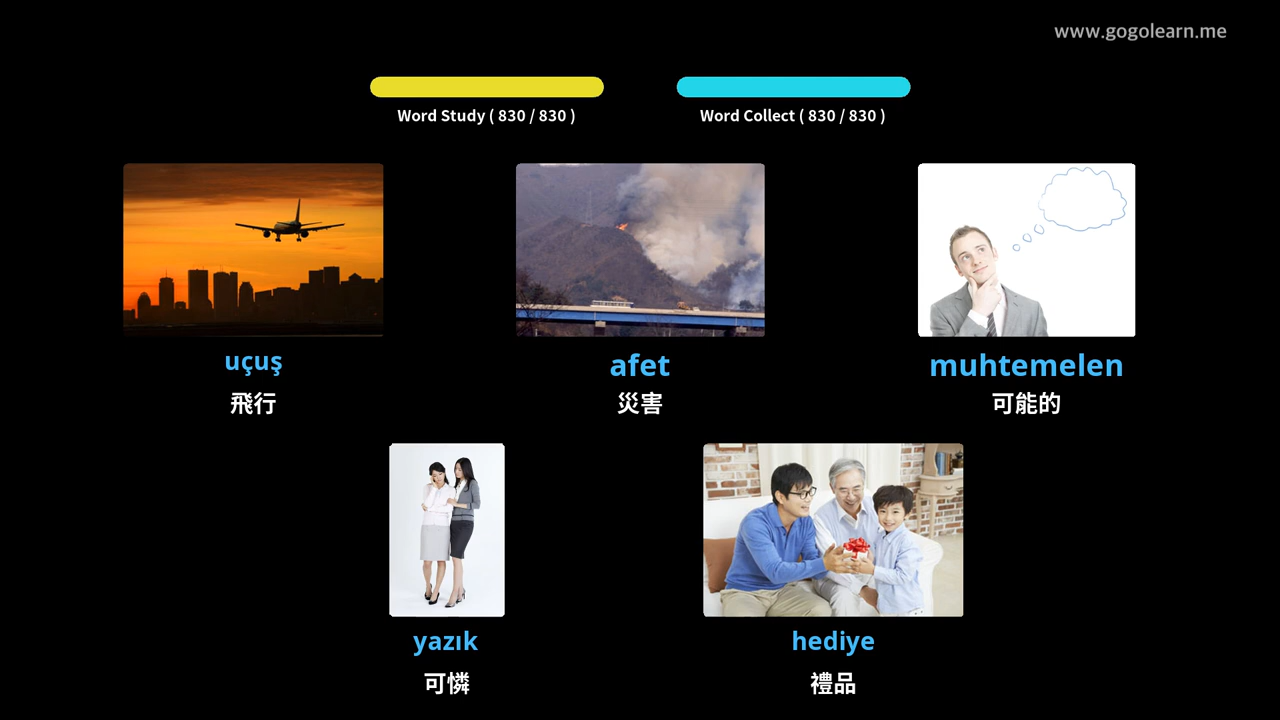 www.gogolearn.me
Word Study ( 830 / 830 )
Word Collect ( 830 / 830 )
uçuş
飛行
afet
災害
muhtemelen
可能的
yazık
可憐
hediye
禮品